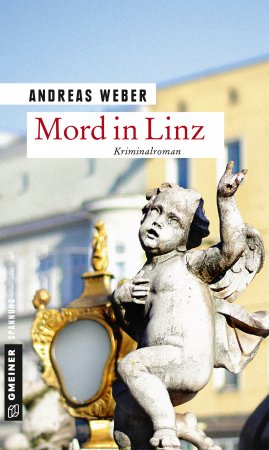 ANDREAS WEBER
Mord in Linz
Kriminalroman
GMEINER SPANNUNG